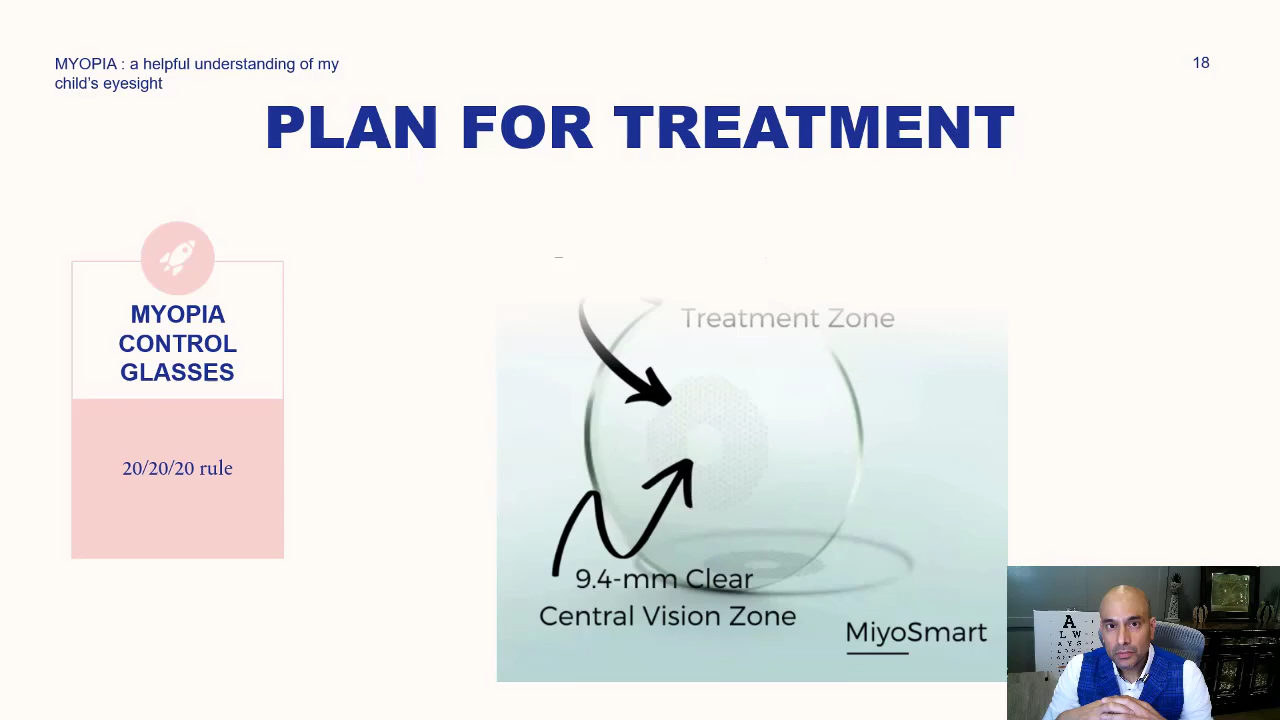 MYOPIA : a helpful understanding of my
child's eyesight
18
PLAN FOR TREATMENT
MYOPIA
CONTROL
GLASSES
20/20/20 rule
Treatment Zone
9.4-mm Clear
Central Vision Zone
MiyoSmart
A
L W
A Y S